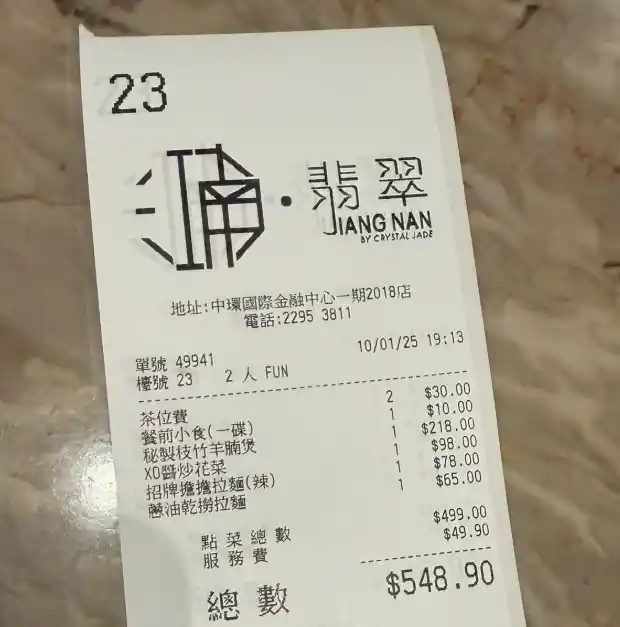 23
江南·翡翠
JIANG NAN
BY CRYSTAL JADE
地址:中環國際金融中心一期2018店
電話:2295 3811
單號 49941 10/01/25 19:13
檯號 23 2 人 FUN
茶位費 2 $30.00
餐前小食(一碟) 1 $10.00
秘製枝竹羊腩煲 1 $218.00
XO醬炒花菜 1 $98.00
招牌擔擔拉麵(辣) 1 $78.00
蔥油乾撈拉麵 1 $65.00
點菜總數 $499.00
服務費 $49.90
總數 $548.90